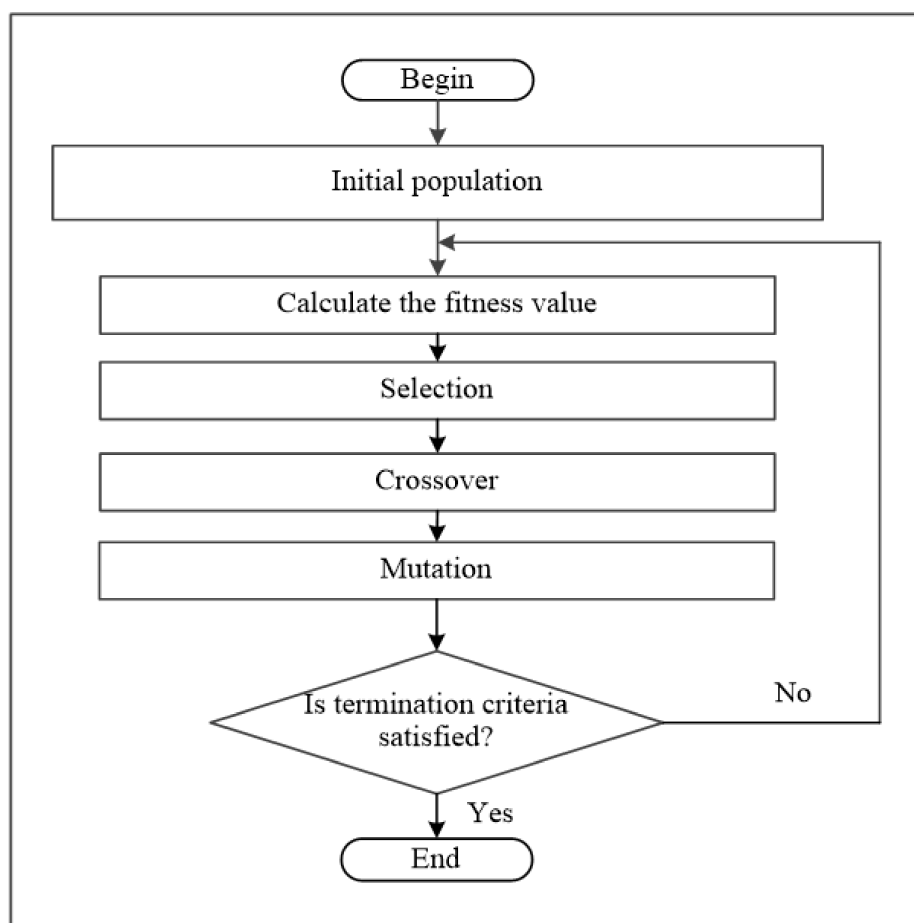 Begin
Initial population
Calculate the fitness value
Selection
Crossover
Mutation
Is termination criteria
satisfied?
No
Yes
End